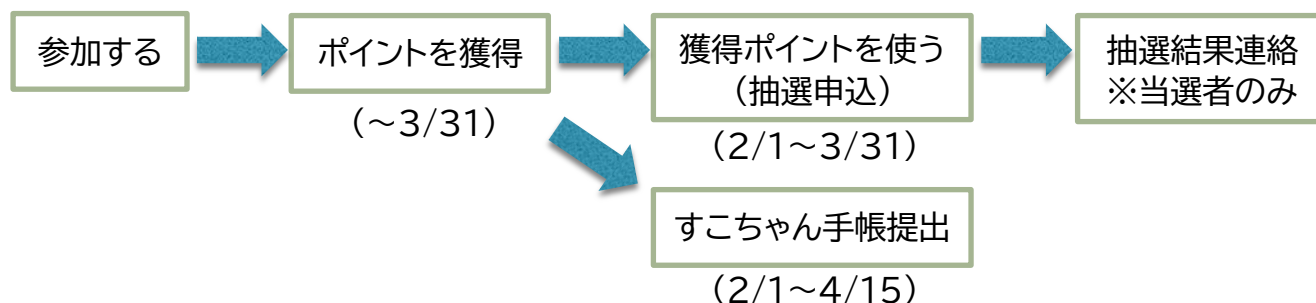 参加する
ポイントを獲得
（～3/31）
獲得ポイントを使う
（抽選申込）
（2/1～3/31）
抽選結果連絡
※当選者のみ
すこちゃん手帳提出
（2/1～4/15）